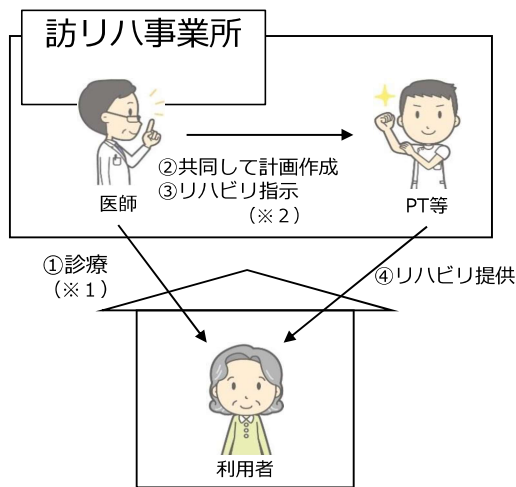 訪リハ事業所
②共同して計画作成
③リハビリ指示
（※２）
医師
PT等
①診療
（※１）
④リハビリ提供
利用者